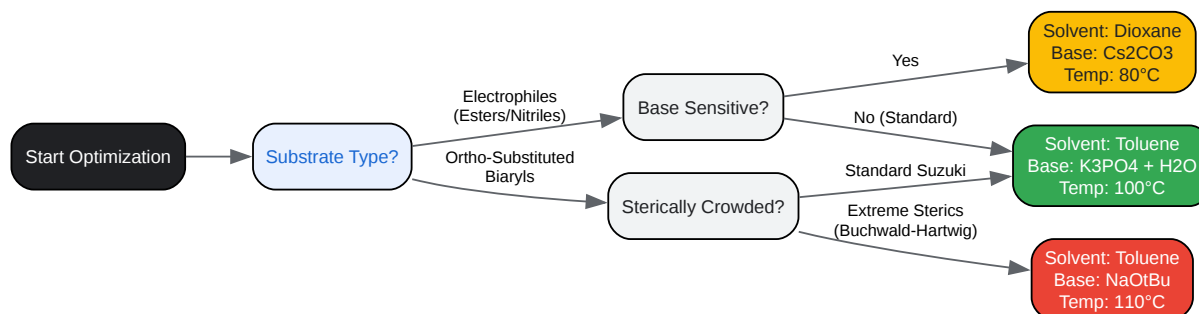 Start Optimization
Substrate Type?
Electrophiles
(Esters/Nitriles)
Ortho-Substituted
Biaryls
Base Sensitive?
Sterically Crowded?
Yes
No (Standard)
Standard Suzuki
Extreme Sterics
(Buchwald-Hartwig)
Solvent: Dioxane
Base: Cs2CO3
Temp: 80°C
Solvent: Toluene
Base: K3PO4 + H2O
Temp: 100°C
Solvent: Toluene
Base: NaOtBu
Temp: 110°C